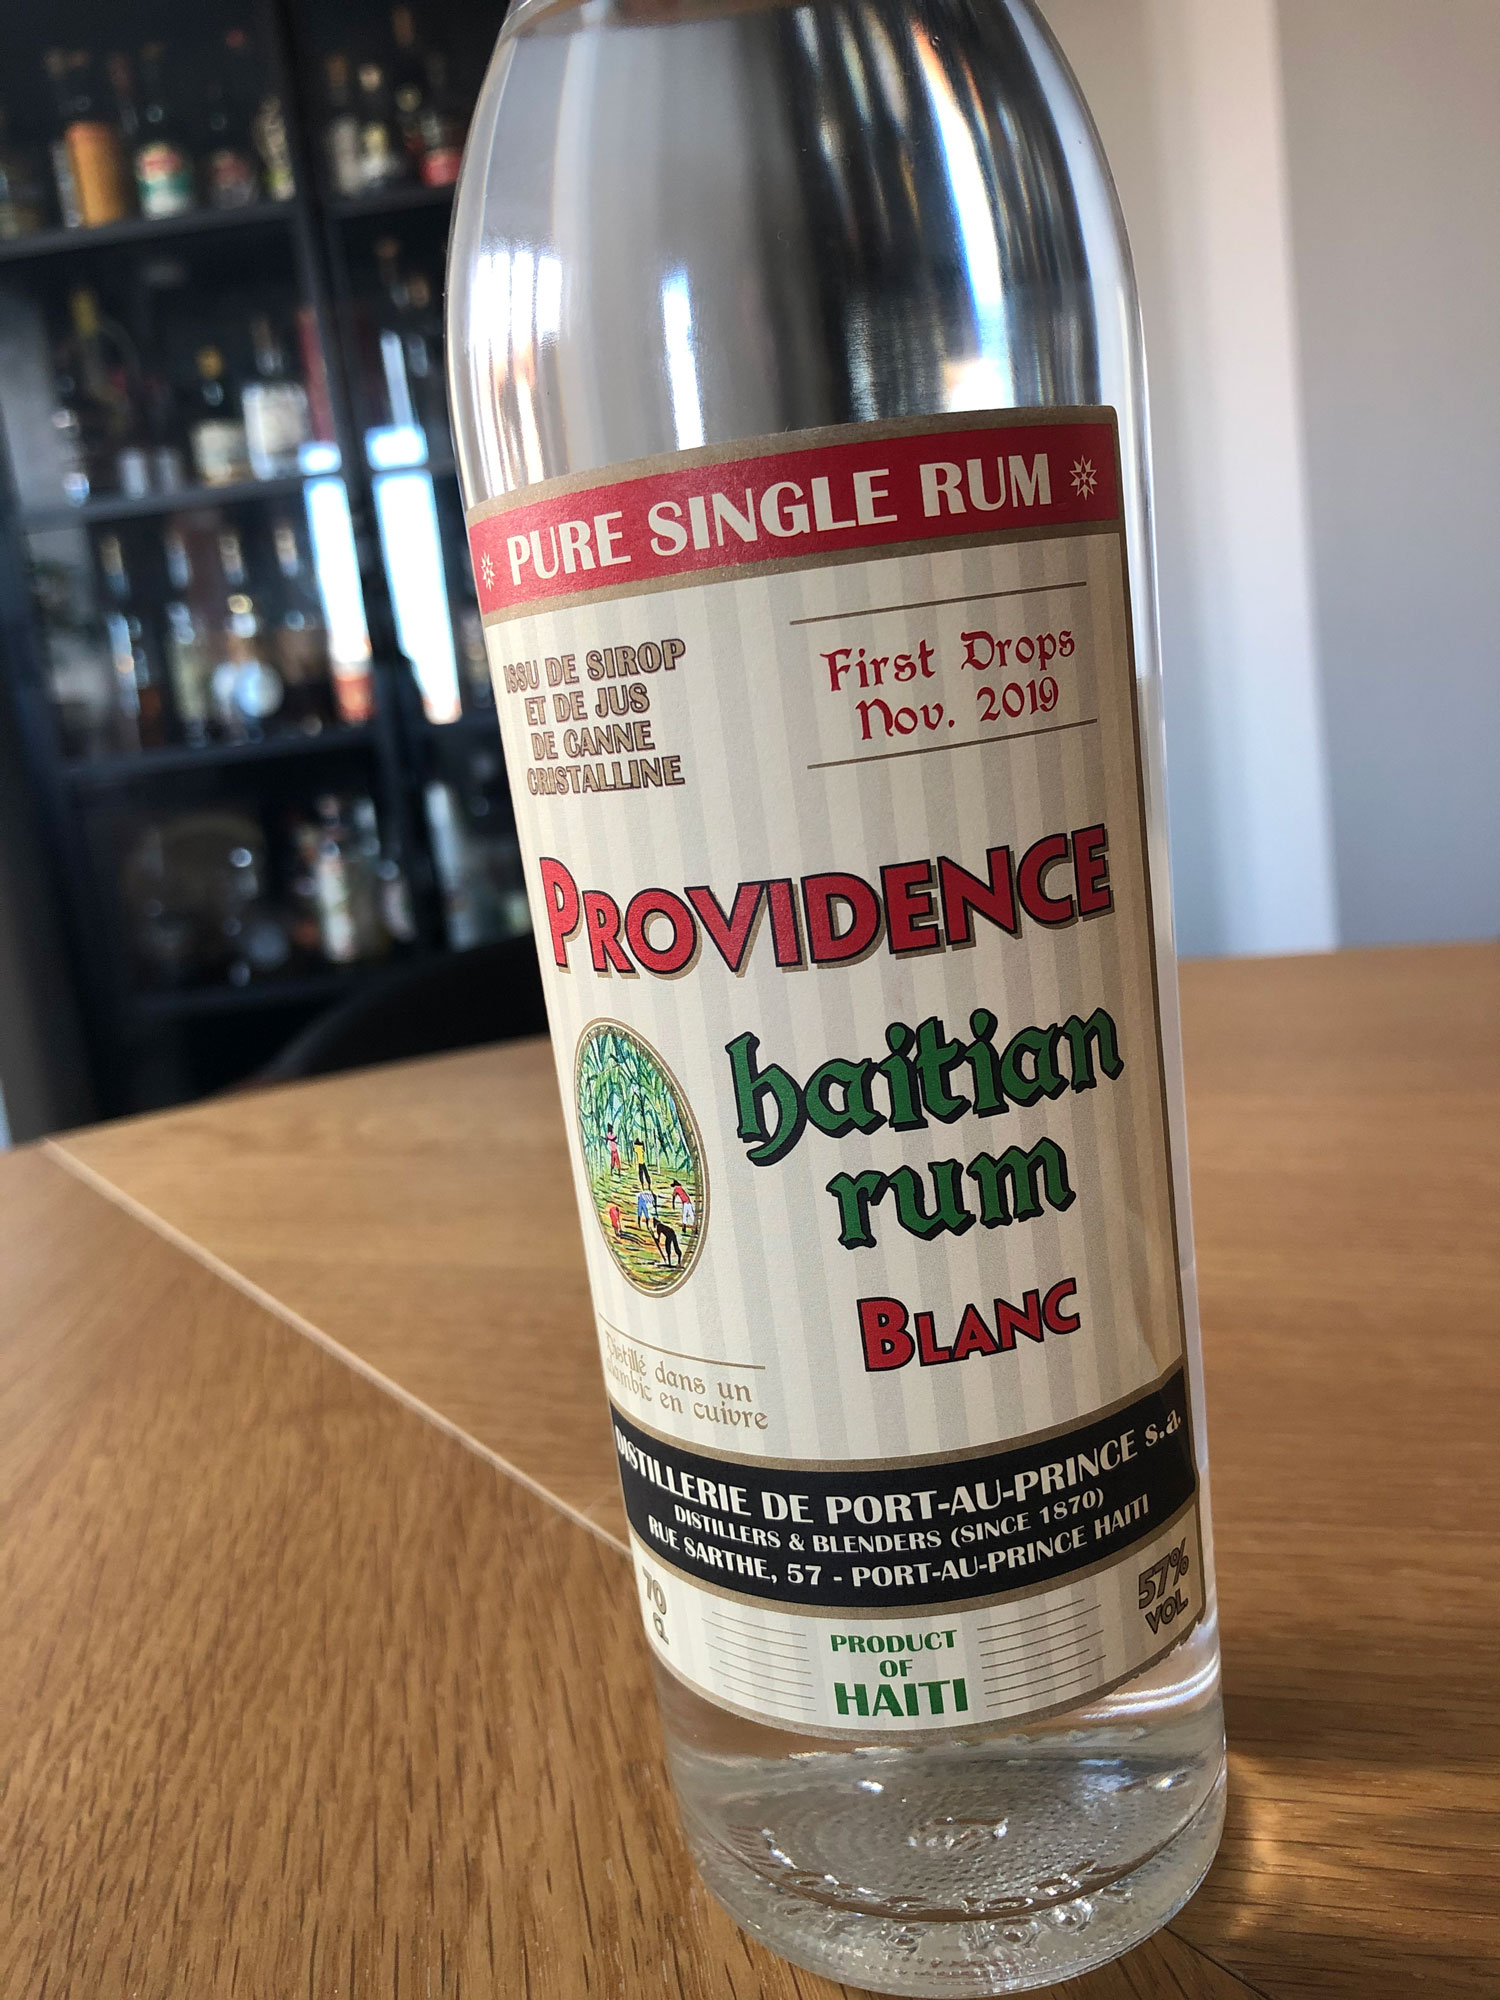 PURE SINGLE RUM
ISSU DE SIROP
ET DE JUS
DE CANNE
CRISTALLINE
First Drops
Nov. 2019
PROVIDENCE
haitian
rum
BLANC
Distillé dans un
alambic en cuivre
DISTILLERIE DE PORT-AU-PRINCE s.a.
DISTILLERS & BLENDERS (SINCE 1870)
RUE SARTHE, 57 - PORT-AU-PRINCE HAITI
70
cl
57%
VOL.
PRODUCT
OF
HAITI